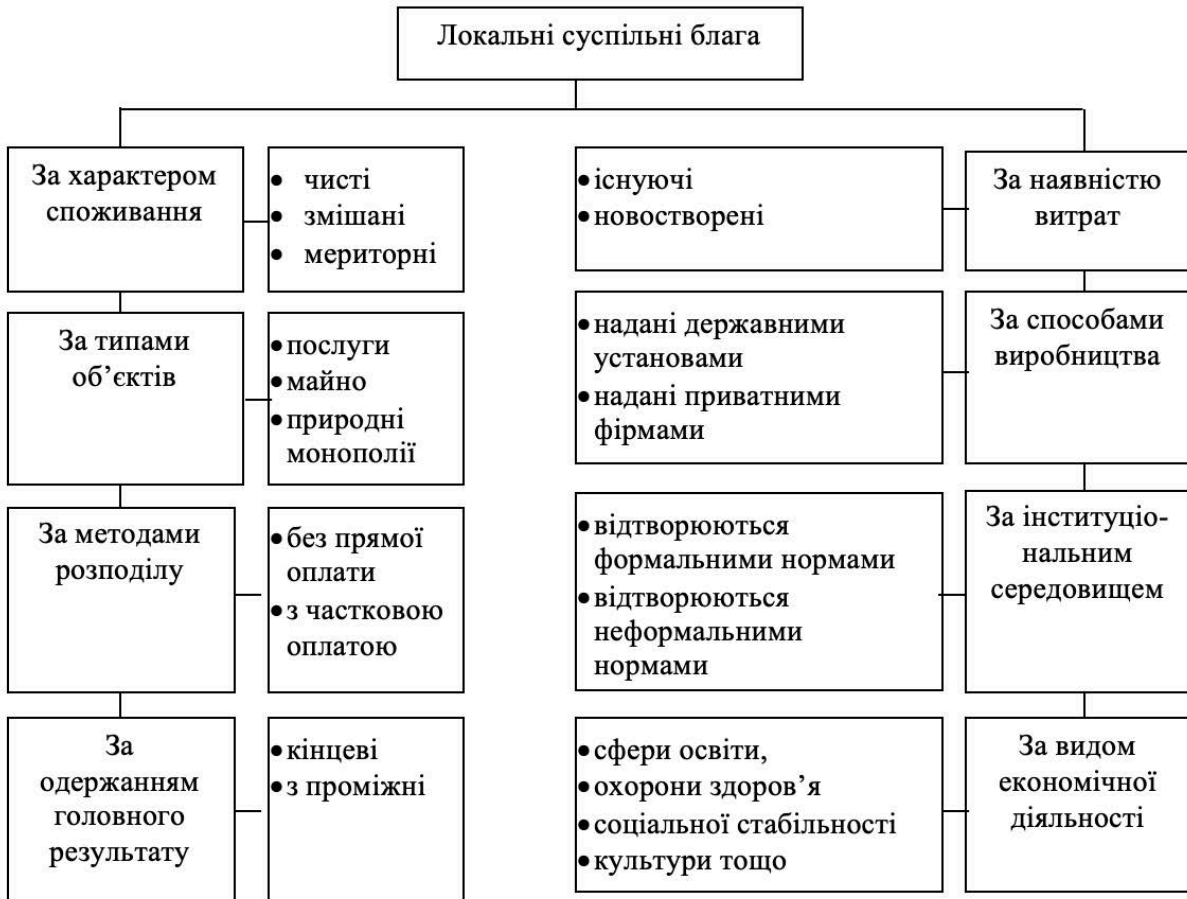 Локальні суспільні блага
За характером
споживання
• чисті
• змішані
• мериторні
• існуючі
• новостворені
За наявністю
витрат
За типами
об’єктів
• послуги
• майно
• природні
монополії
• надані державними
установами
• надані приватними
фірмами
За способами
виробництва
За методами
розподілу
• без прямої
оплати
• з частковою
оплатою
• відтворюються
формальними нормами
• відтворюються
неформальними
нормами
За інституціо-
нальним
середовищем
За
одержанням
головного
результату
• кінцеві
• з проміжні
• сфери освіти,
• охорони здоров’я
• соціальної стабільності
• культури тощо
За видом
економічної
діяльності